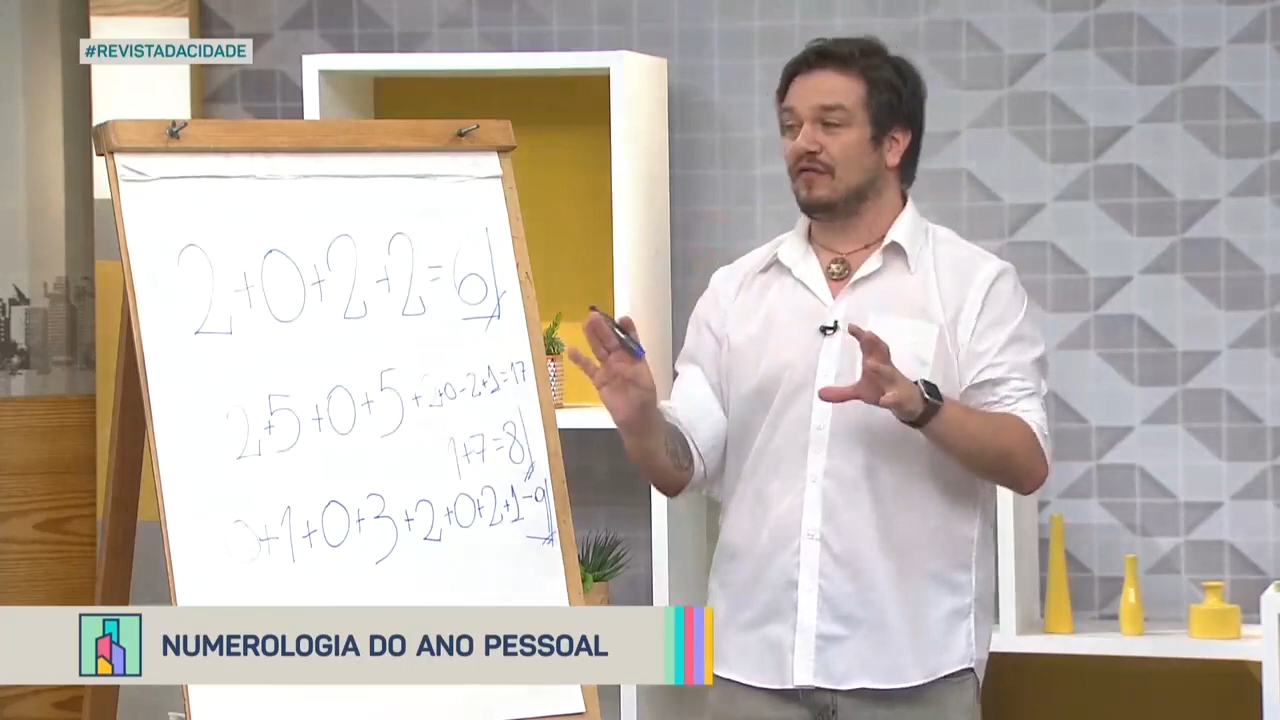 #REVISTADACIDADE
2+0+2+2=6
2+5+0+5+2+0-2+1=17
1+7=8
0+1+0+3+2+0+2+1=9
NUMEROLOGIA DO ANO PESSOAL